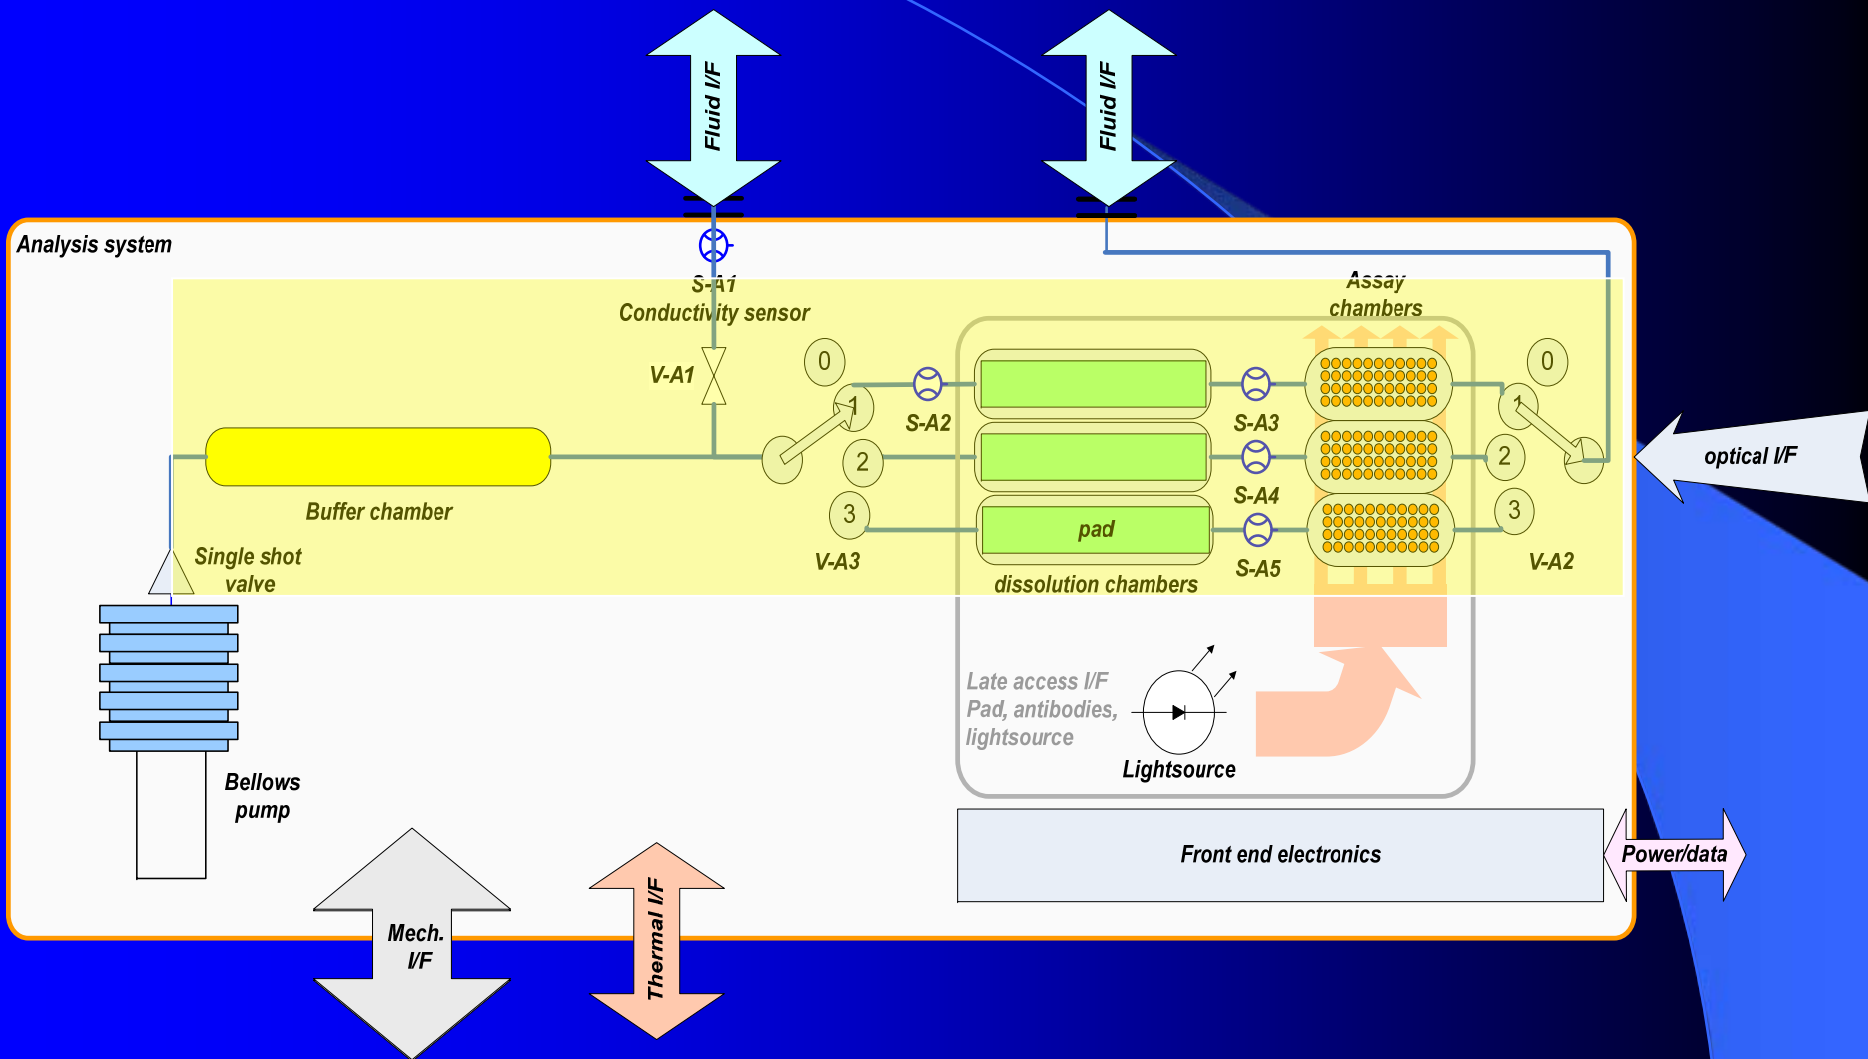 Fluid I/F
Fluid I/F
Analysis system
S-A1
Conductivity sensor
Assay
chambers
V-A1
0
1
2
3
V-A3
S-A2
S-A3
S-A4
S-A5
0
1
2
3
V-A2
optical I/F
Buffer chamber
pad
dissolution chambers
Single shot
valve
Late access I/F
Pad, antibodies,
lightsource
Lightsource
Bellows
pump
Front end electronics
Power/data
Mech.
I/F
Thermal I/F